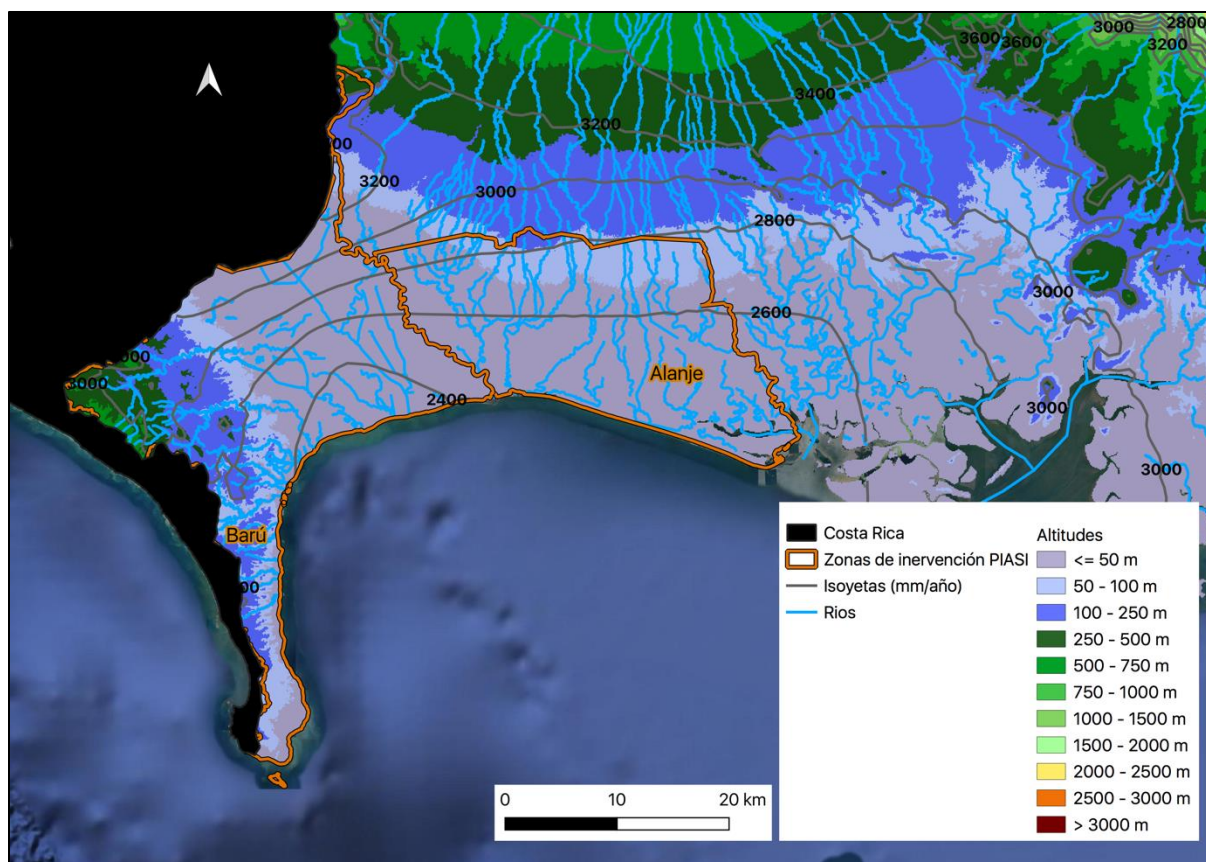 3000
2800
3600
3600
3200
3400
3200
3200
3000
2800
3000
2600
Alanje
3000
2400
3000
3000
Barú
Costa Rica
Zonas de inervención PIASI
Isoyetas (mm/año)
Rios
Altitudes
<= 50 m
50 - 100 m
100 - 250 m
250 - 500 m
500 - 750 m
750 - 1000 m
1000 - 1500 m
1500 - 2000 m
2000 - 2500 m
2500 - 3000 m
> 3000 m
0 10 20 km